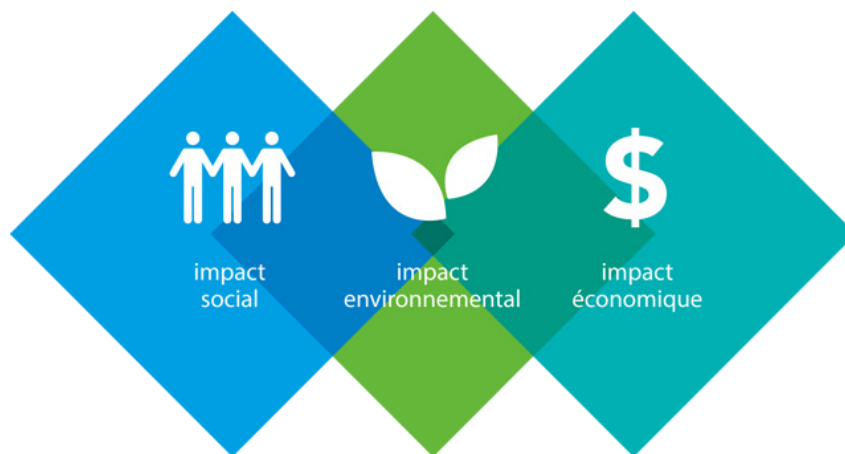 impact
social
impact
environnemental
$
impact
économique